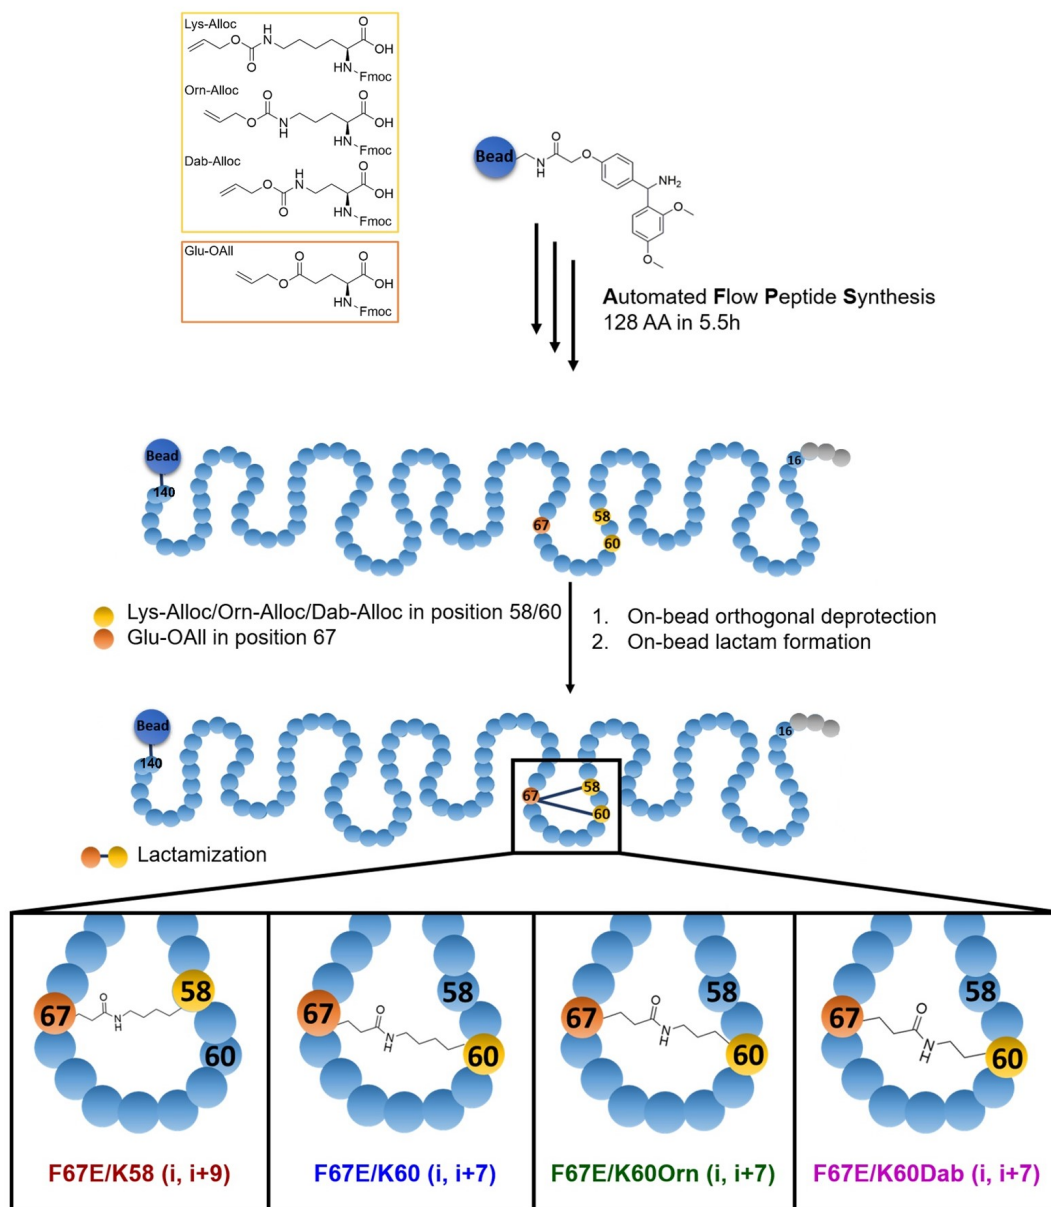 Lys-Alloc
O
H
N
O
OH
O
HN
Fmoc
Orn-Alloc
O
O
O
N
H
OH
HN
Fmoc
Dab-Alloc
H
N
O
O
O
OH
HN
Fmoc
Glu-OAll
O
O
O
OH
HN
Fmoc
Bead
N
H
O
O
NH2
O
O
Automated Flow Peptide Synthesis
128 AA in 5.5h
Bead
140
67
58
60
16
Lys-Alloc/Orn-Alloc/Dab-Alloc in position 58/60
Glu-OAll in position 67
1. On-bead orthogonal deprotection
2. On-bead lactam formation
Bead
140
67
58
60
16
Lactamization
67
O
N
H
58
60
67
O
N
H
58
60
67
O
N
H
58
60
67
O
N
H
58
60
F67E/K58 (i, i+9)
F67E/K60 (i, i+7)
F67E/K60Orn (i, i+7)
F67E/K60Dab (i, i+7)